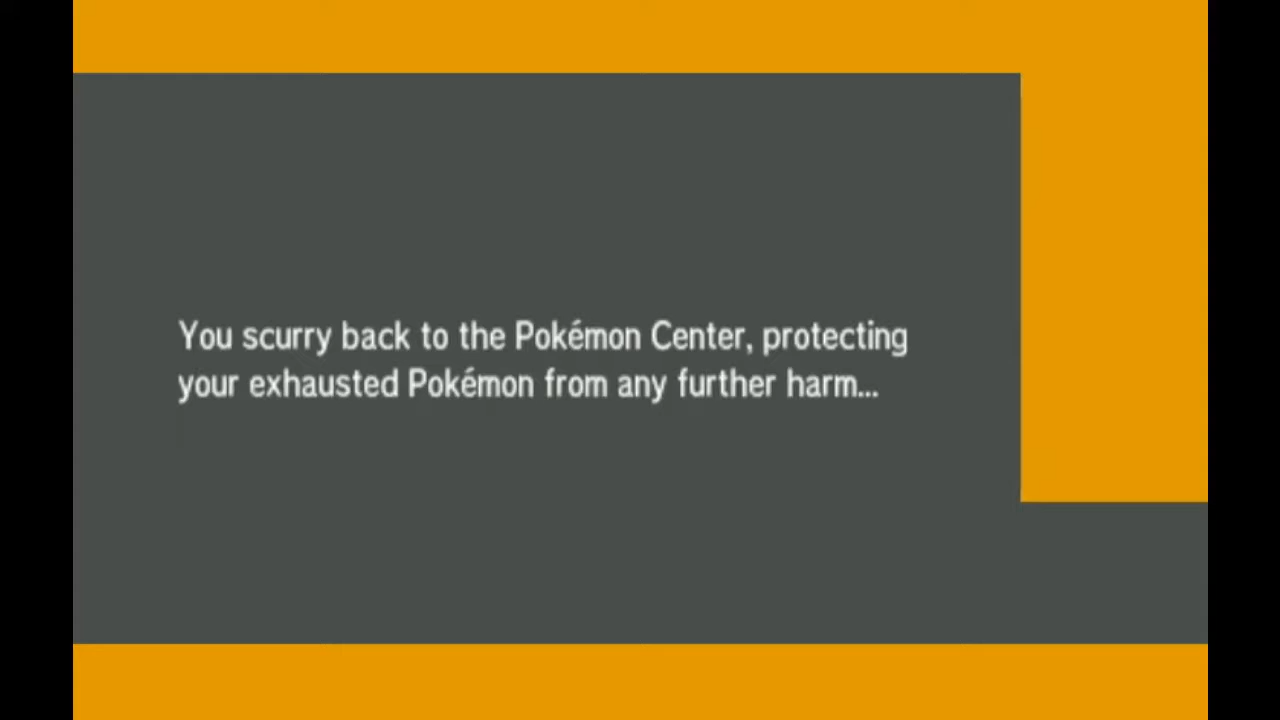 You scurry back to the Pokémon Center, protecting
your exhausted Pokémon from any further harm...